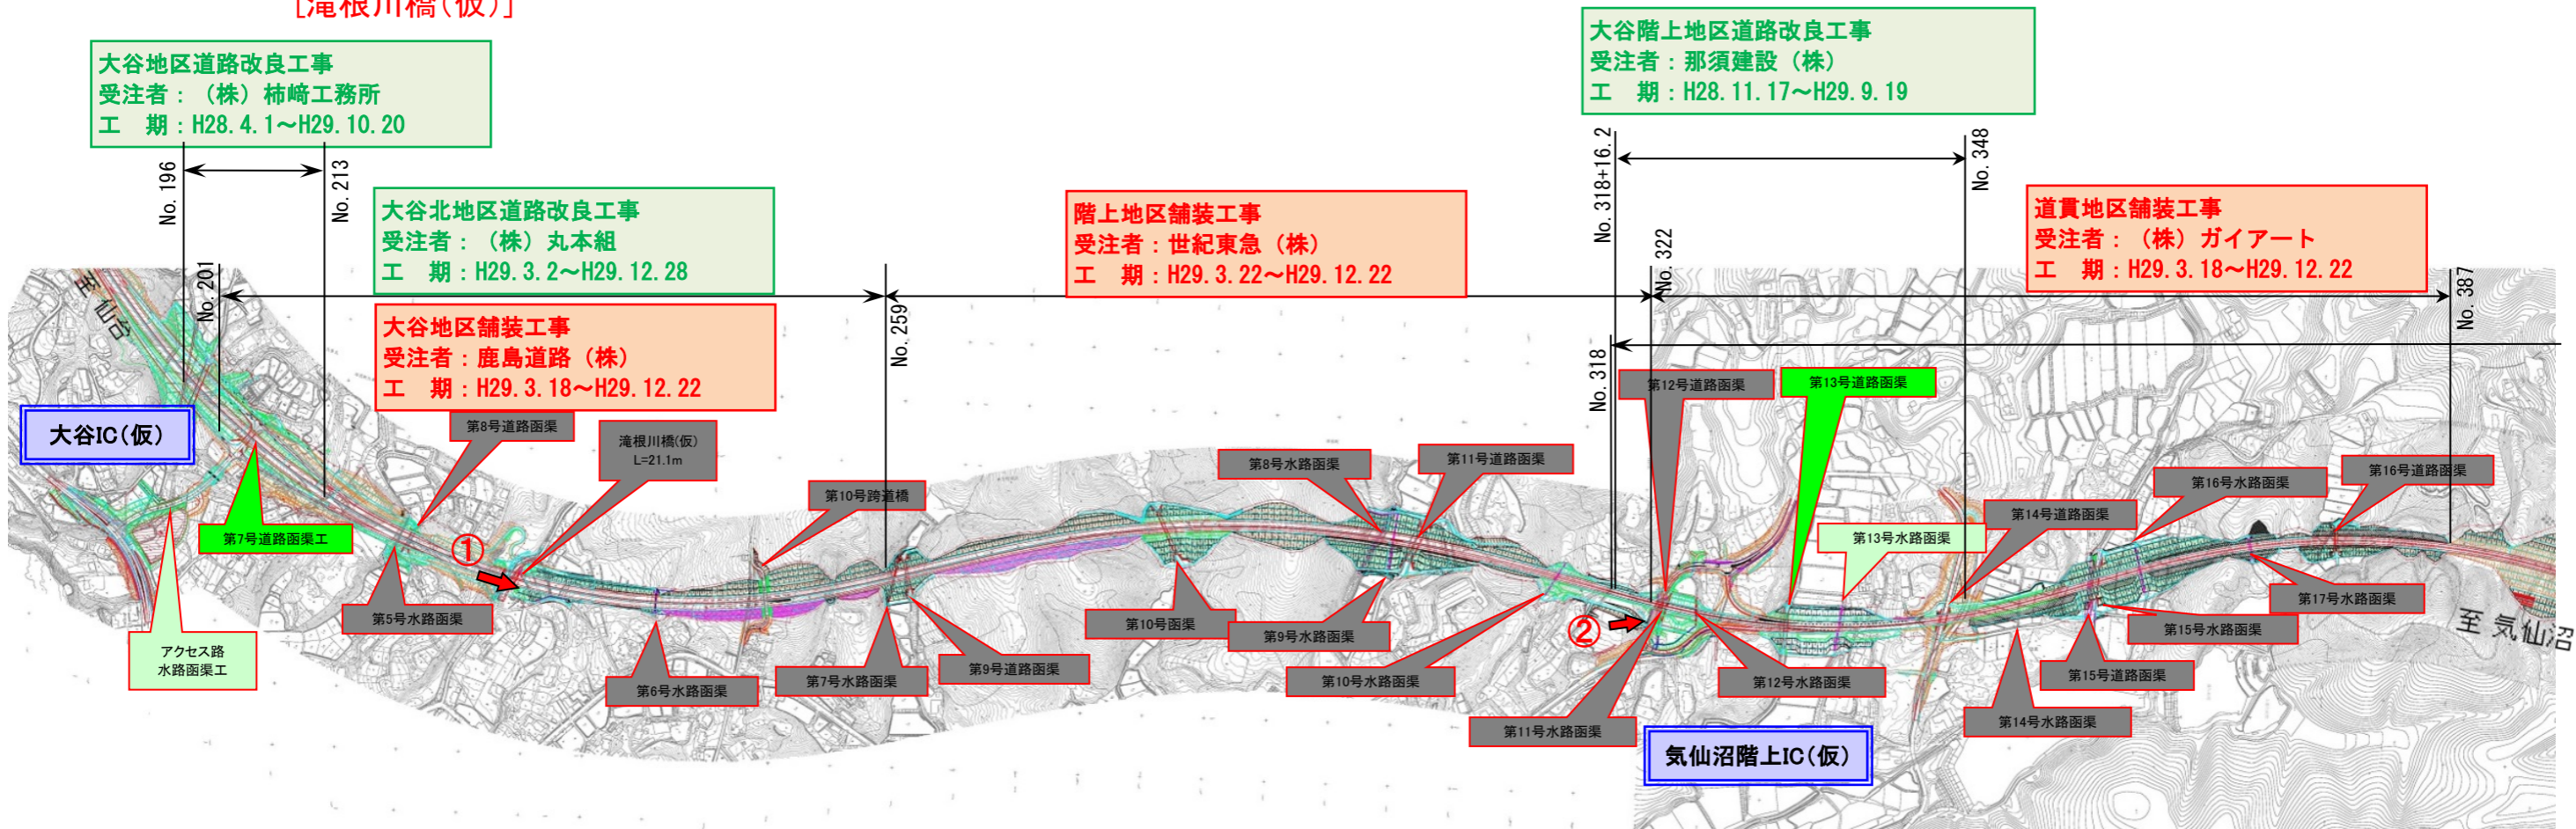 [滝根川橋(仮)]
大谷地区道路改良工事
受注者：（株）柿﨑工務所
工　期：H28.4.1～H29.10.20
大谷階上地区道路改良工事
受注者：那須建設（株）
工　期：H28.11.17～H29.9.19
No.196
No.213
No.318+16.2
No.348
大谷北地区道路改良工事
受注者：（株）丸本組
工　期：H29.3.2～H29.12.28
階上地区舗装工事
受注者：世紀東急（株）
工　期：H29.3.22～H29.12.22
道貫地区舗装工事
受注者：（株）ガイアート
工　期：H29.3.18～H29.12.22
至 仙台
No.201
No.259
No.322
No.387
大谷地区舗装工事
受注者：鹿島道路（株）
工　期：H29.3.18～H29.12.22
No.318
第12号道路函渠
第13号道路函渠
大谷IC(仮)
第8号道路函渠
滝根川橋(仮)
L=21.1m
第10号跨道橋
第8号水路函渠
第11号道路函渠
第16号水路函渠
第16号道路函渠
第14号道路函渠
第7号道路函渠工
①
第13号水路函渠
第5号水路函渠
第10号函渠
第9号水路函渠
②
第17号水路函渠
第15号水路函渠
至 気仙沼
アクセス路
水路函渠工
第6号水路函渠
第7号水路函渠
第9号道路函渠
第10号水路函渠
第12号水路函渠
第15号道路函渠
第11号水路函渠
第14号水路函渠
気仙沼階上IC(仮)